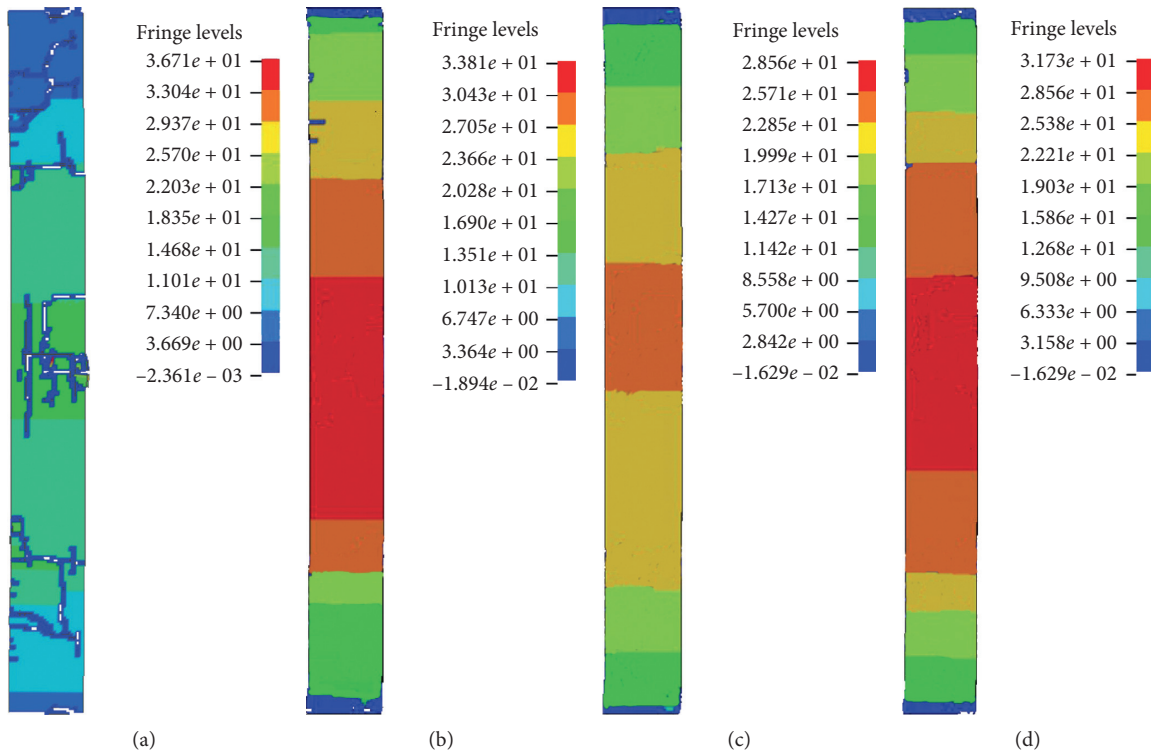 Fringe levels
3.671e + 01
3.304e + 01
2.937e + 01
2.570e + 01
2.203e + 01
1.835e + 01
1.468e + 01
1.101e + 01
7.340e + 00
3.669e + 00
–2.361e – 03
Fringe levels
3.381e + 01
3.043e + 01
2.705e + 01
2.366e + 01
2.028e + 01
1.690e + 01
1.351e + 01
1.013e + 01
6.747e + 00
3.364e + 00
–1.894e – 02
Fringe levels
2.856e + 01
2.571e + 01
2.285e + 01
1.999e + 01
1.713e + 01
1.427e + 01
1.142e + 01
8.558e + 00
5.700e + 00
2.842e + 00
–1.629e – 02
Fringe levels
3.173e + 01
2.856e + 01
2.538e + 01
2.221e + 01
1.903e + 01
1.586e + 01
1.268e + 01
9.508e + 00
6.333e + 00
3.158e + 00
–1.629e – 02
(a)
(b)
(c)
(d)